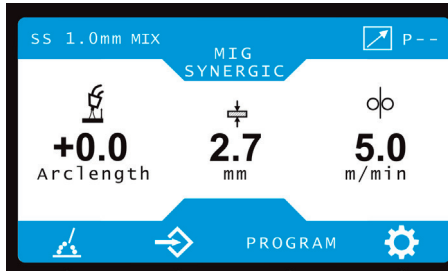 SS 1.0mm MIX
MIG
SYNERGIC
P--
+0.0
Arclength
2.7
mm
5.0
m/min
PROGRAM